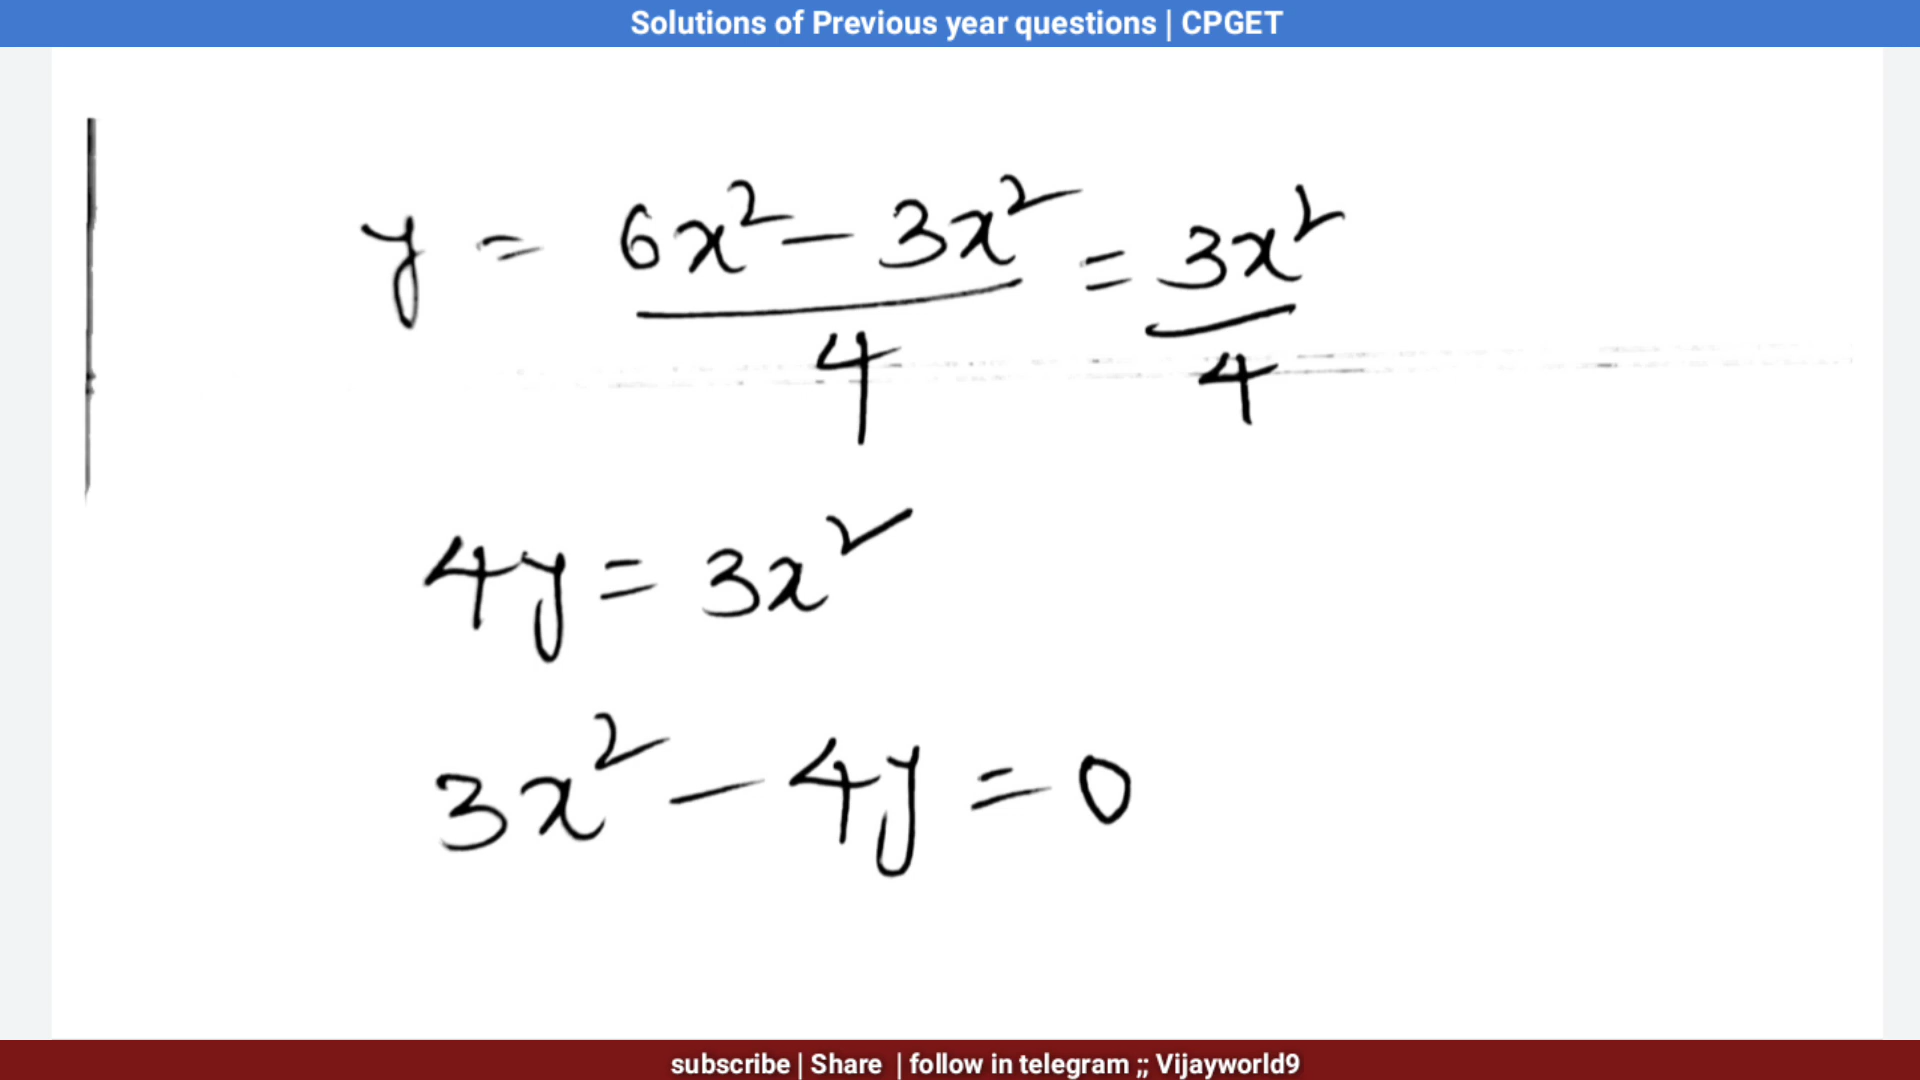 Solutions of Previous year questions | CPGET
y = (6x² - 3x²)/4 = 3x²/4
4y = 3x²
3x² - 4y = 0
subscribe | Share | follow in telegram ;; Vijayworld9